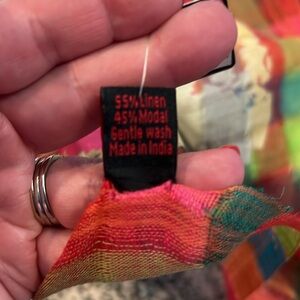 55% Linen
45% Modal
Gentle wash
Made in India